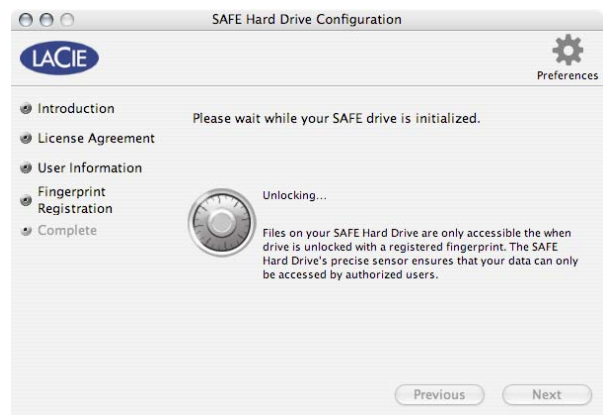 SAFE Hard Drive Configuration
LACIE
Preferences
Introduction
License Agreement
User Information
Fingerprint
Registration
Complete
Please wait while your SAFE drive is initialized.
Unlocking...
Files on your SAFE Hard Drive are only accessible the when
drive is unlocked with a registered fingerprint. The SAFE
Hard Drive's precise sensor ensures that your data can only
be accessed by authorized users.
Previous
Next